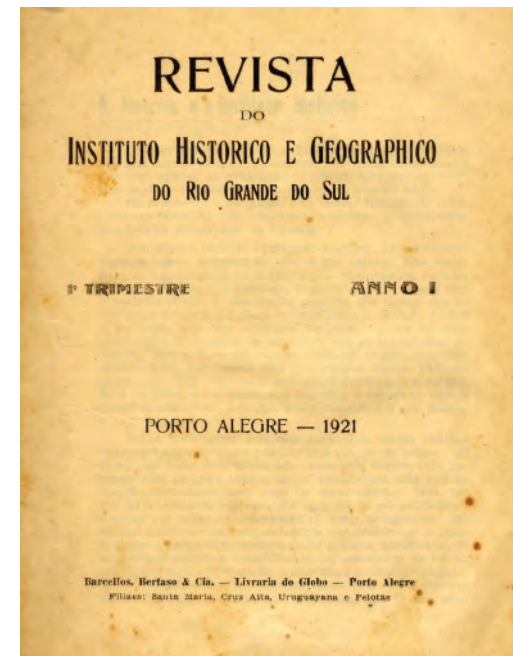 REVISTA
DO
INSTITUTO HISTORICO E GEOGRAPHICO
DO RIO GRANDE DO SUL
1º TRIMESTRE ANNO I
PORTO ALEGRE — 1921
Barcellos, Bertaso & Cia. — Livraria do Globo — Porto Alegre
Filiaes: Santa Maria, Cruz Alta, Uruguayana e Pelotas